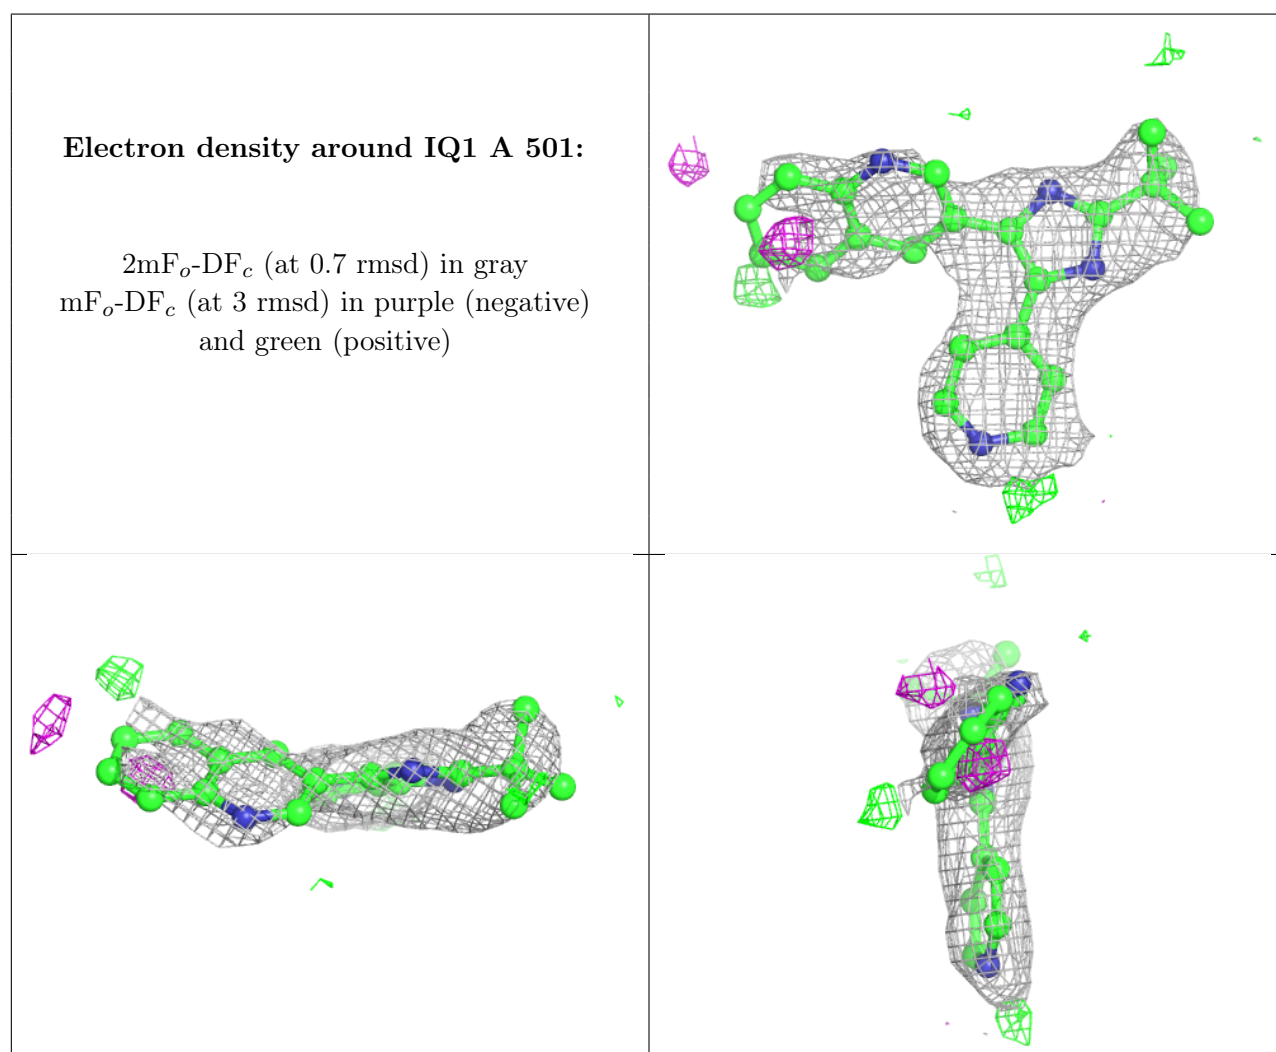 Electron density around IQ1 A 501:
2mFo-DFc (at 0.7 rmsd) in gray
mFo-DFc (at 3 rmsd) in purple (negative)
and green (positive)